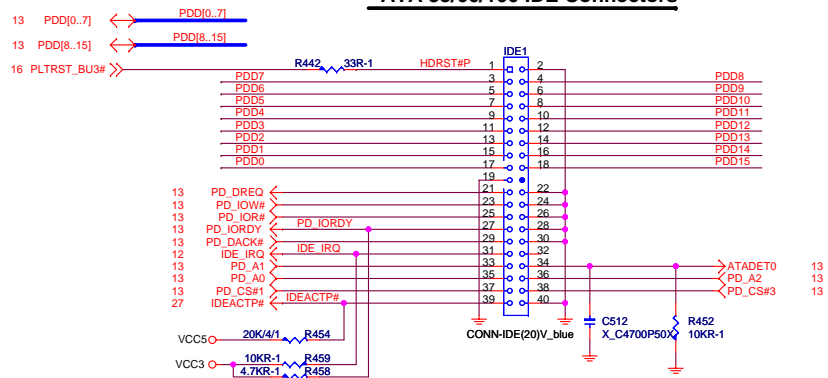 ATA 33/66/100 IDE Connectors
13 PDD[0..7] PDD[0..7]
13 PDD[8..15] PDD[8..15]
IDE1
16 PLTRST_BU3# R442 33R-1 HDRST#P 1 2
PDD7 3 4 PDD8
PDD6 5 6 PDD9
PDD5 7 8 PDD10
PDD4 9 10 PDD11
PDD3 11 12 PDD12
PDD2 13 14 PDD13
PDD1 15 16 PDD14
PDD0 17 18 PDD15
19
13 PD_DREQ 21 22
13 PD_IOW# 23 24
13 PD_IOR# 25 26
13 PD_IORDY PD_IORDY 27 28
13 PD_DACK# 29 30
12 IDE_IRQ IDE_IRQ 31 32
13 PD_A1 33 34 ATADET0 13
13 PD_A0 35 36 PD_A2 13
13 PD_CS#1 37 38 PD_CS#3 13
27 IDEACTP# IDEACTP# 39 40
CONN-IDE(20)V_blue
C512
X_C4700P50X
R452
10KR-1
VCC5 20K/4/1 R454
VCC3 10KR-1 R459
4.7KR-1 R458